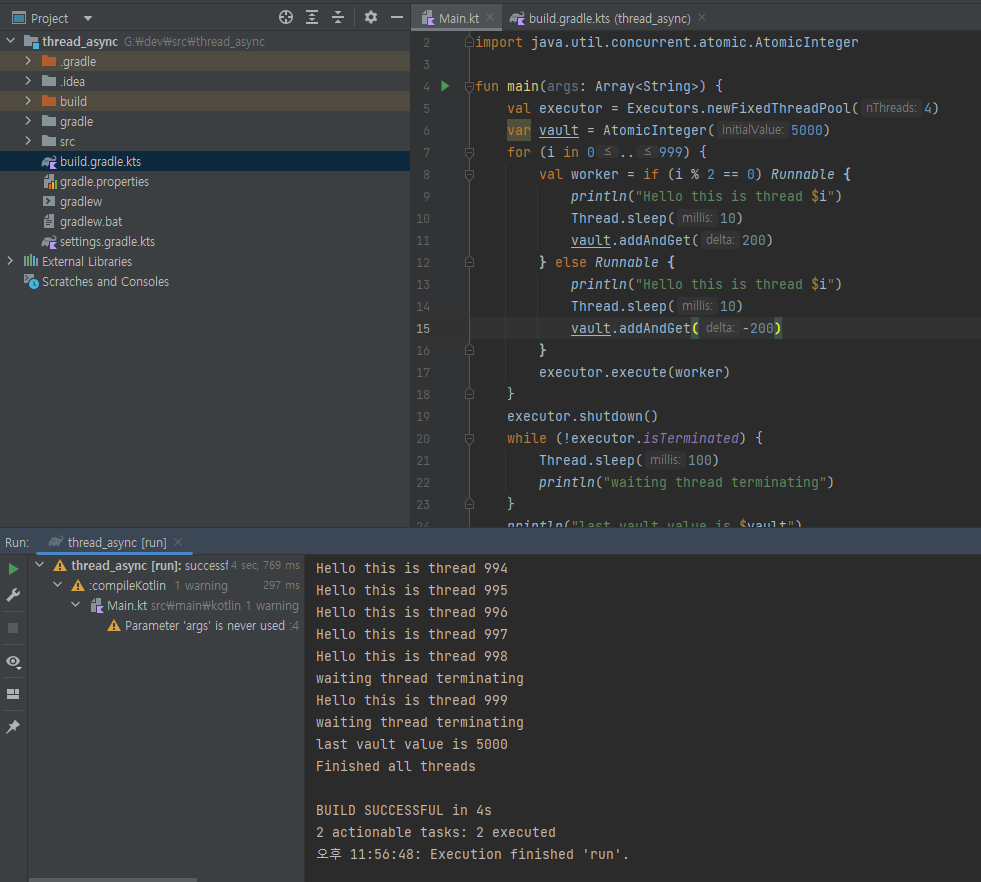 Project
thread_async G:￦dev￦src￦thread_async
.gradle
.idea
build
gradle
src
build.gradle.kts
gradle.properties
gradlew
gradlew.bat
settings.gradle.kts
External Libraries
Scratches and Consoles
Main.kt
build.gradle.kts (thread_async)
2 import java.util.concurrent.atomic.AtomicInteger
3
4 fun main(args: Array<String>) {
5 val executor = Executors.newFixedThreadPool( nThreads: 4)
6 var vault = AtomicInteger( initialValue: 5000)
7 for (i in 0 ≤ .. ≤ 999) {
8 val worker = if (i % 2 == 0) Runnable {
9 println("Hello this is thread $i")
10 Thread.sleep( millis: 10)
11 vault.addAndGet( delta: 200)
12 } else Runnable {
13 println("Hello this is thread $i")
14 Thread.sleep( millis: 10)
15 vault.addAndGet( delta: -200)
16 }
17 executor.execute(worker)
18 }
19 executor.shutdown()
20 while (!executor.isTerminated) {
21 Thread.sleep( millis: 100)
22 println("waiting thread terminating")
23 }
24 println("last vault value is $vault")
Run: thread_async [run]
thread_async [run]: successf 4 sec, 769 ms
:compileKotlin 1 warning 297 ms
Main.kt src￦main￦kotlin 1 warning
Parameter 'args' is never used :4
Hello this is thread 994
Hello this is thread 995
Hello this is thread 996
Hello this is thread 997
Hello this is thread 998
waiting thread terminating
Hello this is thread 999
waiting thread terminating
last vault value is 5000
Finished all threads
BUILD SUCCESSFUL in 4s
2 actionable tasks: 2 executed
오후 11:56:48: Execution finished 'run'.